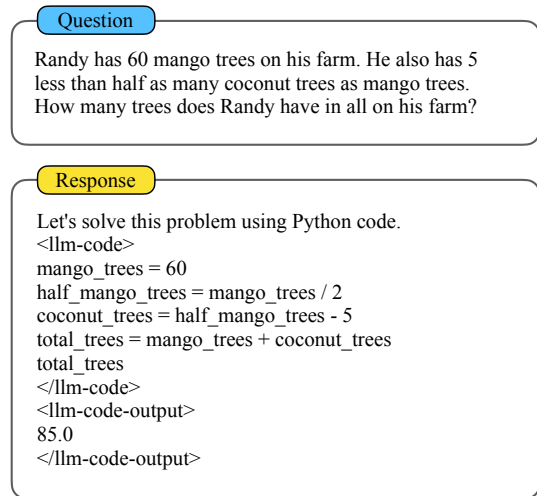 Question
Randy has 60 mango trees on his farm. He also has 5
less than half as many coconut trees as mango trees.
How many trees does Randy have in all on his farm?
Response
Let's solve this problem using Python code.
<llm-code>
mango_trees = 60
half_mango_trees = mango_trees / 2
coconut_trees = half_mango_trees - 5
total_trees = mango_trees + coconut_trees
total_trees
</llm-code>
<llm-code-output>
85.0
</llm-code-output>